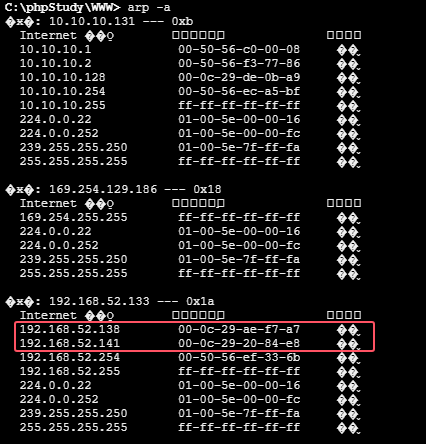 C:\phpStudy\WWW> arp -a
: 10.10.10.131 --- 0xb
Internet
10.10.10.1 00-50-56-c0-00-08
10.10.10.2 00-50-56-f3-77-86
10.10.10.128 00-0c-29-de-0b-a9
10.10.10.254 00-50-56-ec-a5-bf
10.10.10.255 ff-ff-ff-ff-ff-ff
224.0.0.22 01-00-5e-00-00-16
224.0.0.252 01-00-5e-00-00-fc
239.255.255.250 01-00-5e-7f-ff-fa
255.255.255.255 ff-ff-ff-ff-ff-ff
: 169.254.129.186 --- 0x18
Internet
169.254.255.255 ff-ff-ff-ff-ff-ff
224.0.0.22 01-00-5e-00-00-16
224.0.0.252 01-00-5e-00-00-fc
239.255.255.250 01-00-5e-7f-ff-fa
255.255.255.255 ff-ff-ff-ff-ff-ff
: 192.168.52.133 --- 0x1a
Internet
192.168.52.138 00-0c-29-ae-f7-a7
192.168.52.141 00-0c-29-20-84-e8
192.168.52.254 00-50-56-ef-33-6b
192.168.52.255 ff-ff-ff-ff-ff-ff
224.0.0.22 01-00-5e-00-00-16
224.0.0.252 01-00-5e-00-00-fc
239.255.255.250 01-00-5e-7f-ff-fa
255.255.255.255 ff-ff-ff-ff-ff-ff